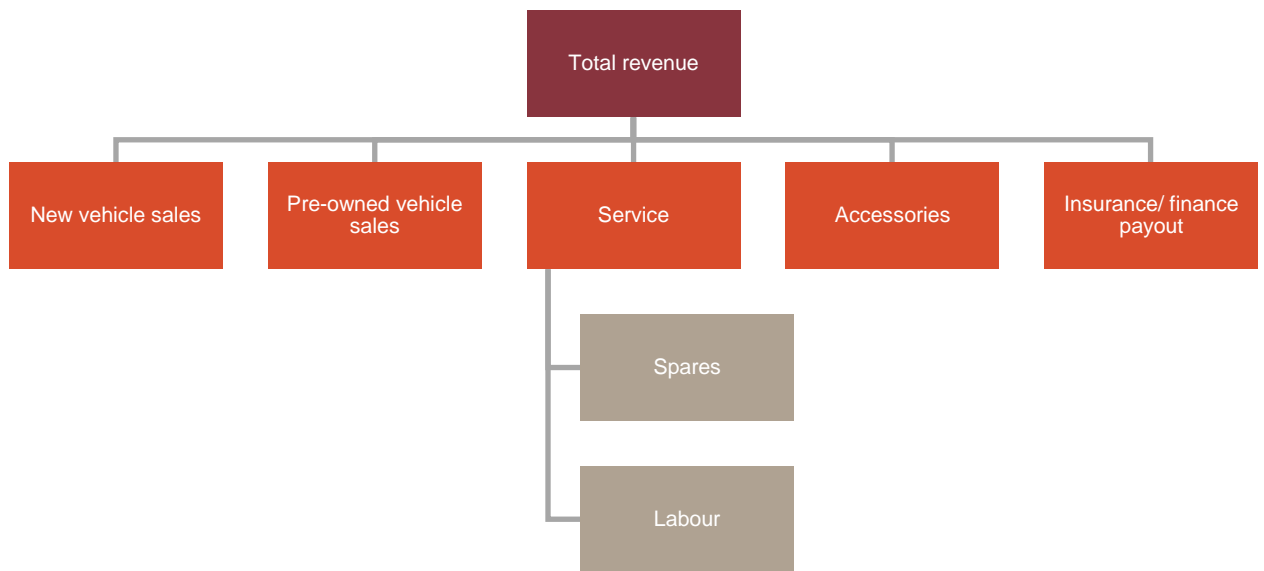 Total revenue
New vehicle sales
Pre-owned vehicle
sales
Service
Accessories
Insurance/ finance
payout
Spares
Labour